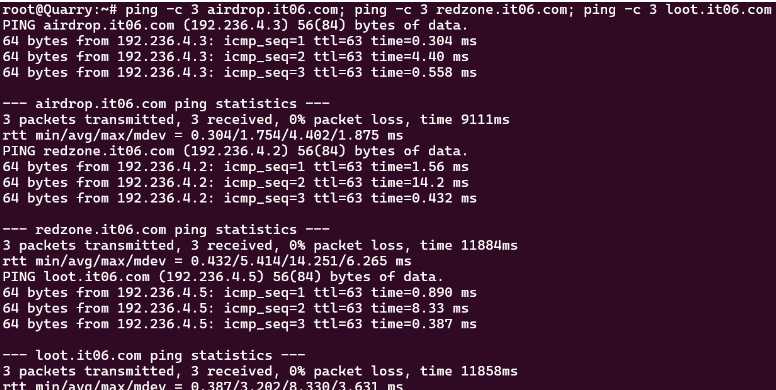 root@Quarry:~# ping -c 3 airdrop.it06.com; ping -c 3 redzone.it06.com; ping -c 3 loot.it06.com
PING airdrop.it06.com (192.236.4.3) 56(84) bytes of data.
64 bytes from 192.236.4.3: icmp_seq=1 ttl=63 time=0.304 ms
64 bytes from 192.236.4.3: icmp_seq=2 ttl=63 time=4.40 ms
64 bytes from 192.236.4.3: icmp_seq=3 ttl=63 time=0.558 ms

--- airdrop.it06.com ping statistics ---
3 packets transmitted, 3 received, 0% packet loss, time 9111ms
rtt min/avg/max/mdev = 0.304/1.754/4.402/1.875 ms
PING redzone.it06.com (192.236.4.2) 56(84) bytes of data.
64 bytes from 192.236.4.2: icmp_seq=1 ttl=63 time=1.56 ms
64 bytes from 192.236.4.2: icmp_seq=2 ttl=63 time=14.2 ms
64 bytes from 192.236.4.2: icmp_seq=3 ttl=63 time=0.432 ms

--- redzone.it06.com ping statistics ---
3 packets transmitted, 3 received, 0% packet loss, time 11884ms
rtt min/avg/max/mdev = 0.432/5.414/14.251/6.265 ms
PING loot.it06.com (192.236.4.5) 56(84) bytes of data.
64 bytes from 192.236.4.5: icmp_seq=1 ttl=63 time=0.890 ms
64 bytes from 192.236.4.5: icmp_seq=2 ttl=63 time=8.33 ms
64 bytes from 192.236.4.5: icmp_seq=3 ttl=63 time=0.387 ms

--- loot.it06.com ping statistics ---
3 packets transmitted, 3 received, 0% packet loss, time 11858ms
rtt min/avg/max/mdev = 0.387/3.202/8.330/3.631 ms